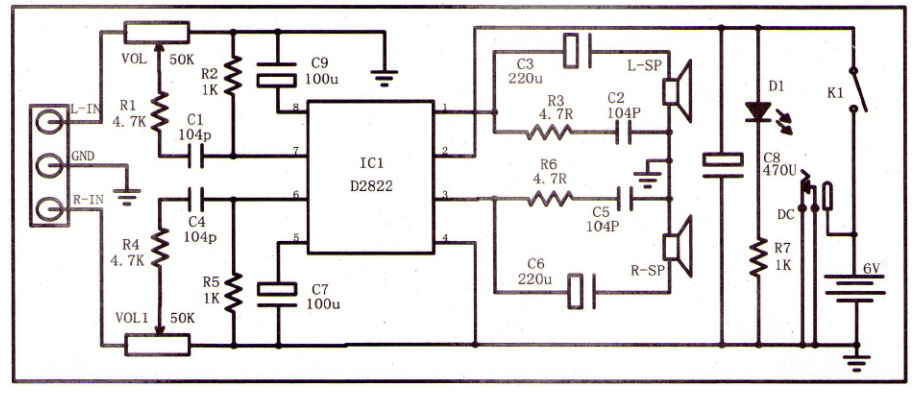 VOL 50K
R1
4.7K
C1
104p
R2
1K
C9
100u
L-IN
GND
R-IN
8
7
6
5
IC1
D2822
1
2
3
4
C4
104p
R4
4.7K
R5
1K
C7
100u
VOL1 50K
C3
220u
L-SP
R3
4.7R
C2
104P
R6
4.7R
C5
104P
C6
220u
R-SP
C8
470U
D1
K1
DC
R7
1K
6V